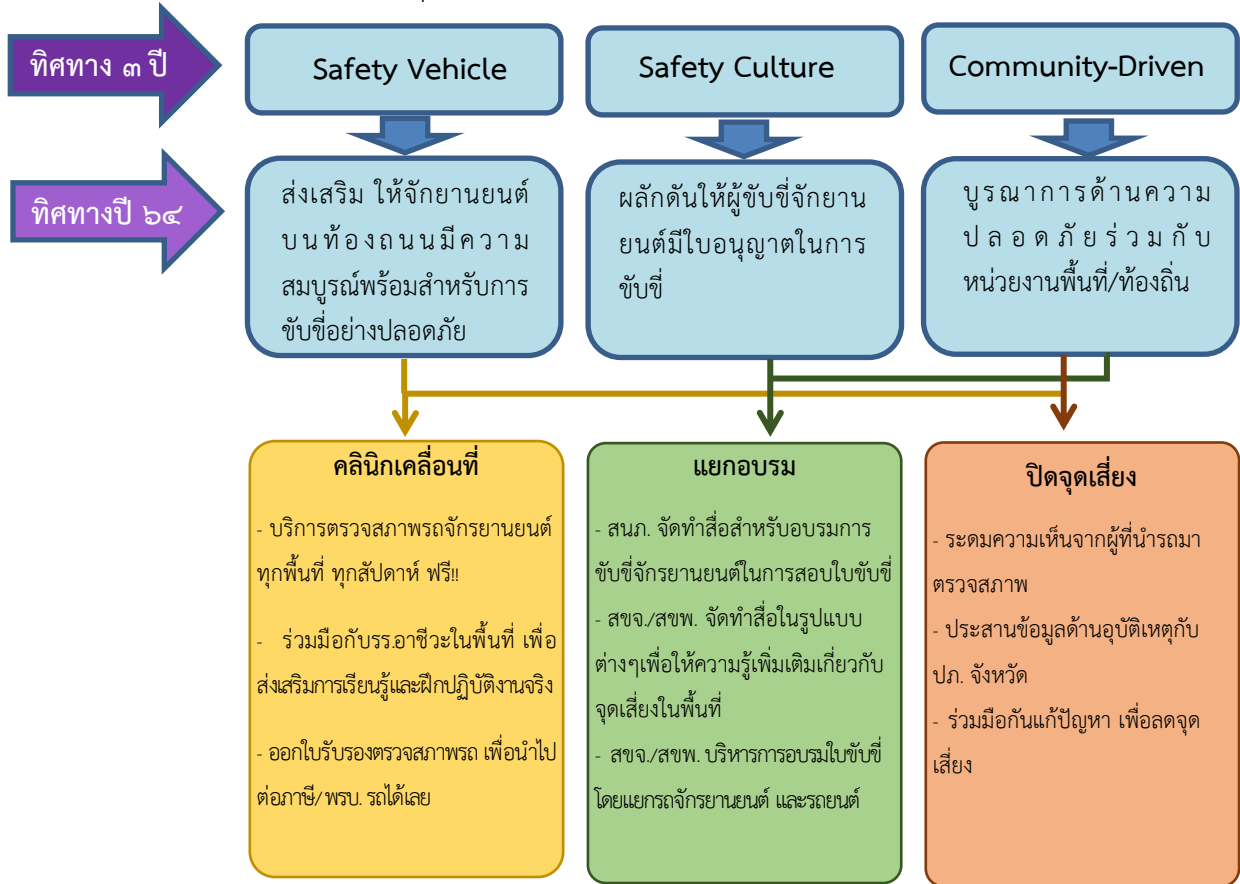 ทิศทาง ๓ ปี
Safety Vehicle
Safety Culture
Community-Driven
ทิศทางปี ๖๔
ส่งเสริม ให้จักยานยนต์
บนท้องถนนมีความ
สมบูรณ์พร้อมสำหรับการ
ขับขี่อย่างปลอดภัย
ผลักดันให้ผู้ขับขี่จักยาน
ยนต์มีใบอนุญาตในการ
ขับขี่
บูรณาการด้านความ
ปลอดภัยร่วมกับ
หน่วยงานพื้นที่/ท้องถิ่น
คลินิกเคลื่อนที่
- บริการตรวจสภาพรถจักรยานยนต์
ทุกพื้นที่ ทุกสัปดาห์ ฟรี!!
- ร่วมมือกับรร.อาชีวะในพื้นที่ เพื่อ
ส่งเสริมการเรียนรู้และฝึกปฏิบัติงานจริง
- ออกใบรับรองตรวจสภาพรถ เพื่อนำไป
ต่อภาษี/ พรบ. รถได้เลย
แยกอบรม
- สนภ. จัดทำสื่อสำหรับอบรมการ
ขับขี่จักรยานยนต์ในการสอบใบขับขี่
- สขจ./สขพ. จัดทำสื่อในรูปแบบ
ต่างๆเพื่อให้ความรู้เพิ่มเติมเกี่ยวกับ
จุดเสี่ยงในพื้นที่
- สขจ./สขพ. บริหารการอบรมใบขับขี่
โดยแยกรถจักรยานยนต์ และรถยนต์
ปิดจุดเสี่ยง
- ระดมความเห็นจากผู้ที่นำรถมา
ตรวจสภาพ
- ประสานข้อมูลด้านอุบัติเหตุกับ
ปภ. จังหวัด
- ร่วมมือกันแก้ปัญหา เพื่อลดจุด
เสี่ยง